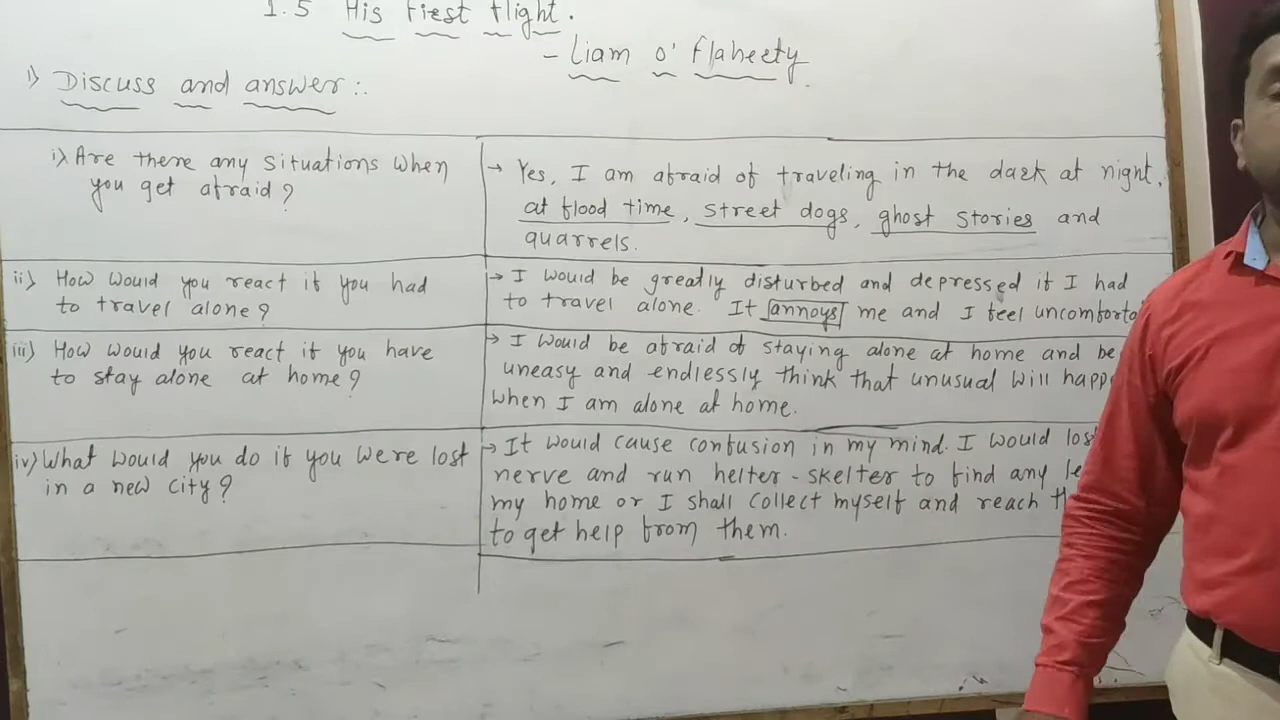 1.5 His First flight.
- Liam O' Flaherty
i) Discuss and answer:.
i) Are there any situations when
you get afraid?
→ Yes, I am afraid of traveling in the dark at night,
at flood time, street dogs, ghost stories and
quarrels.
ii) How would you react if you had
to travel alone?
→ I would be greatly disturbed and depressed if I had
to travel alone. It annoys me and I feel uncomforta
iii) How would you react if you have
to stay alone at home?
→ I would be afraid of staying alone at home and be
uneasy and endlessly think that unusual will happ
when I am alone at home.
iv) What would you do if you were lost
in a new city?
→ It would cause confusion in my mind. I would los
nerve and run helter-skelter to find any le
my home or I shall collect myself and reach th
to get help from them.